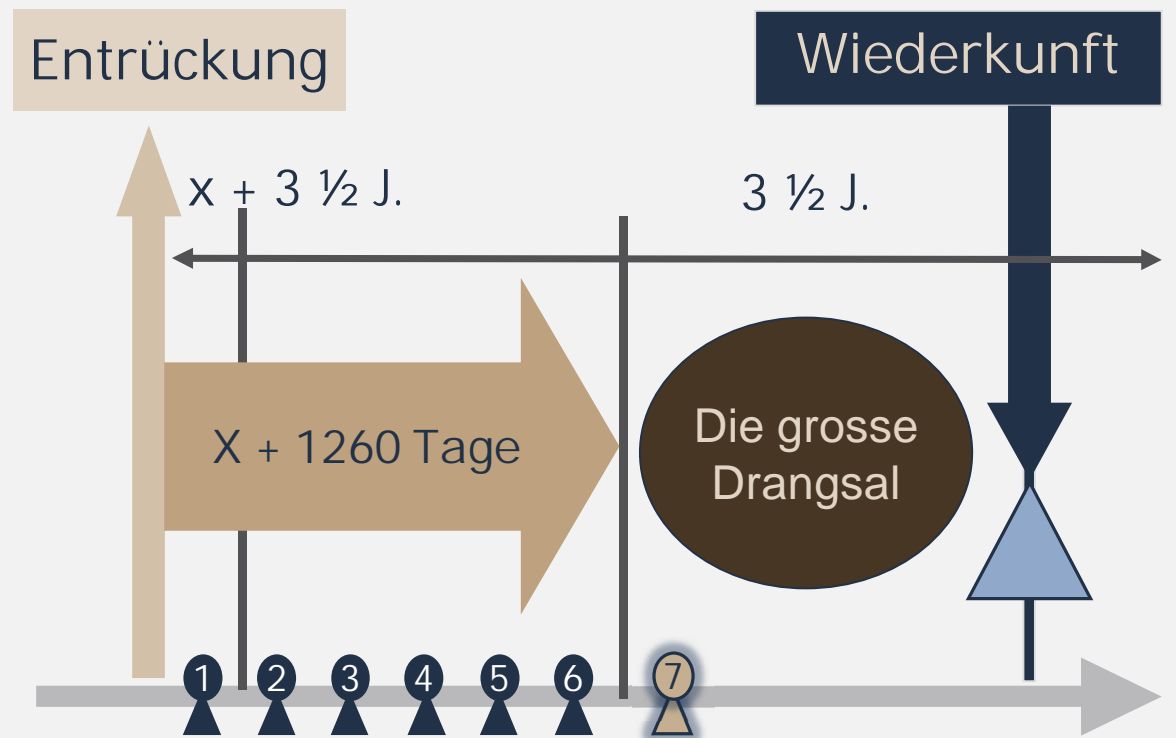 Entrückung
Wiederkunft
x + 3 ½ J.
3 ½ J.
X + 1260 Tage
Die grosse
Drangsal
1 2 3 4 5 6 7